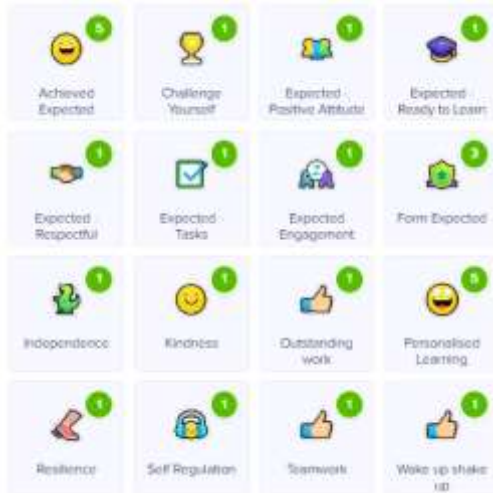 5
1
1
1
Achieved
Expected
Challenge
Yourself
Expected
Positive Attitude
Expected
Ready to Learn
1
1
1
3
Expected
Respectful
Expected
Tasks
Expected
Engagement
Form Expected
1
1
1
5
Independence
Kindness
Outstanding
work
Personalised
Learning
1
1
1
1
Resilience
Self Regulation
Teamwork
Wake up shake
up